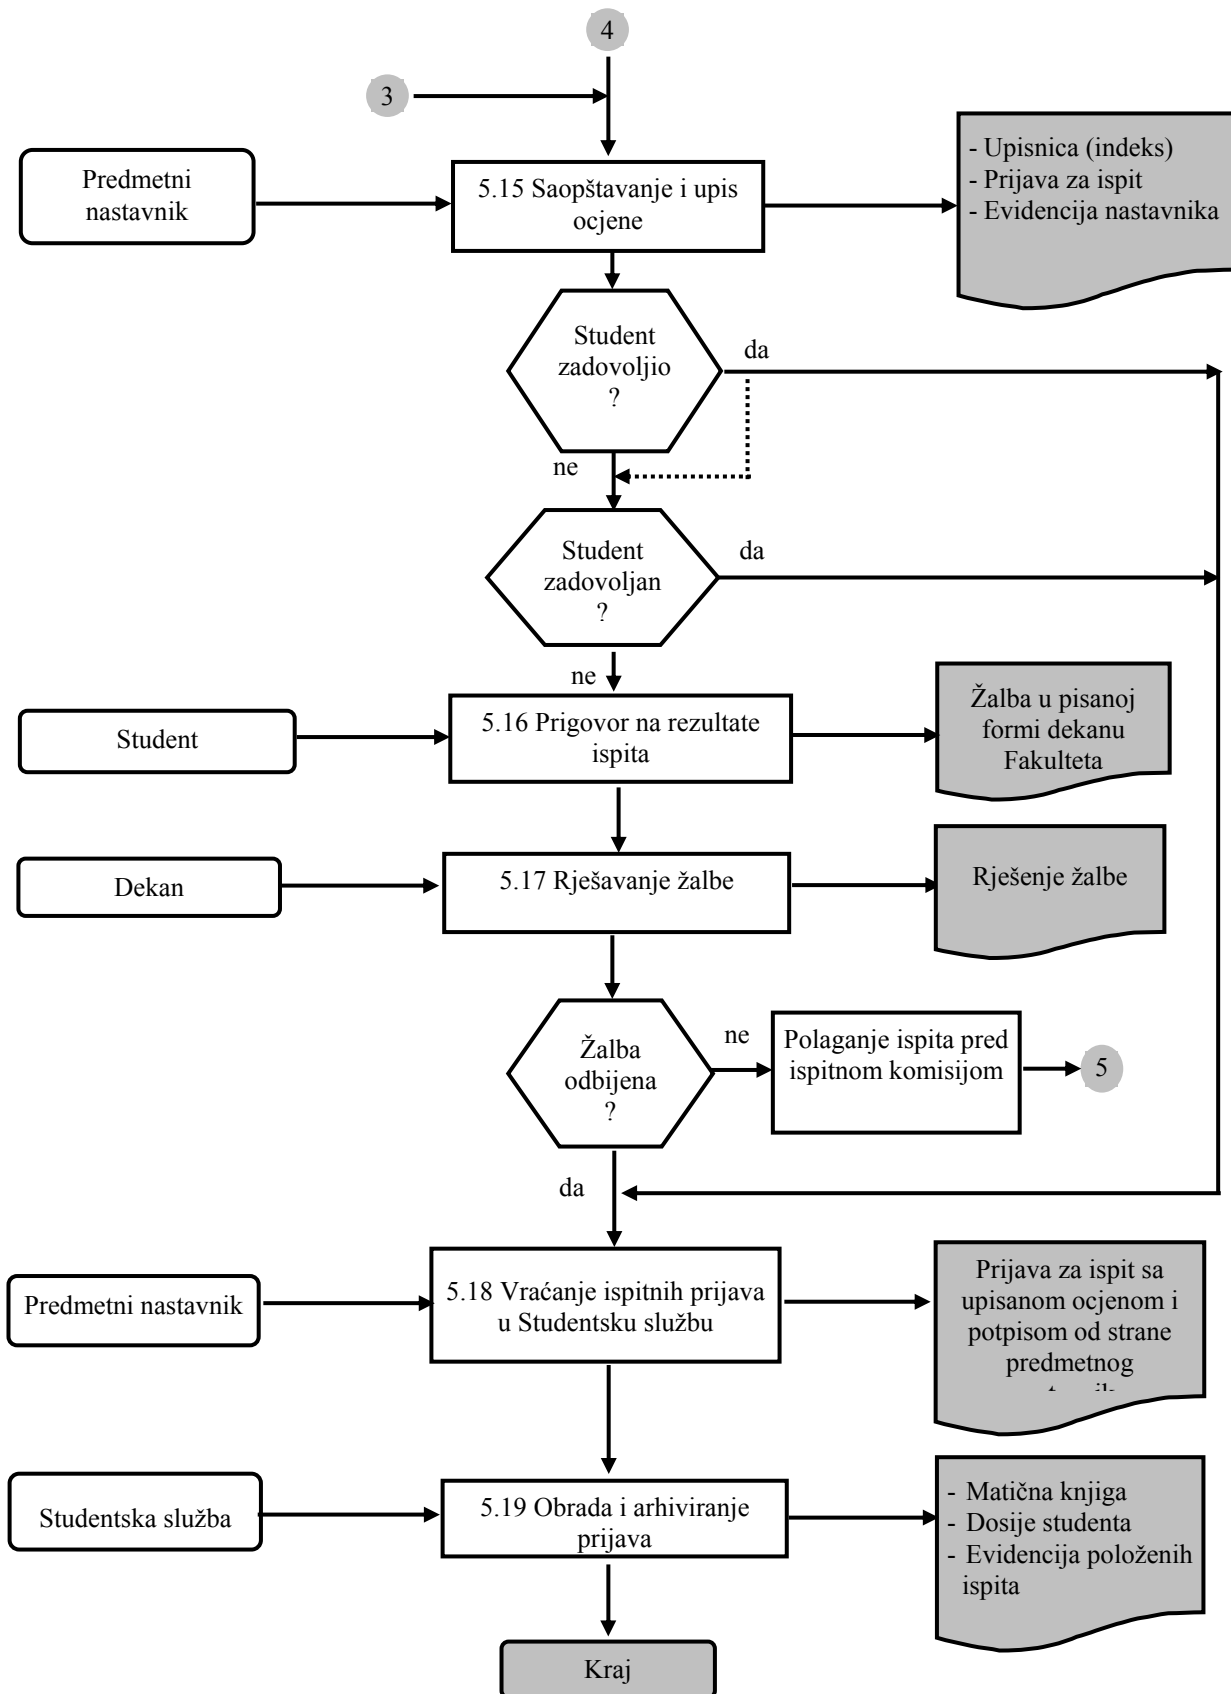 4
3
Predmetni
nastavnik
5.15 Saopštavanje i upis
ocjene
- Upisnica (indeks)
- Prijava za ispit
- Evidencija nastavnika
Student
zadovoljio
?
da
ne
Student
zadovoljan
?
da
ne
Student
5.16 Prigovor na rezultate
ispita
Žalba u pisanoj
formi dekanu
Fakulteta
Dekan
5.17 Rješavanje žalbe
Rješenje žalbe
Žalba
odbijena
?
ne
Polaganje ispita pred
ispitnom komisijom
5
da
Predmetni nastavnik
5.18 Vraćanje ispitnih prijava
u Studentsku službu
Prijava za ispit sa
upisanom ocjenom i
potpisom od strane
predmetnog
Studentska služba
5.19 Obrada i arhiviranje
prijava
- Matična knjiga
- Dosije studenta
- Evidencija položenih
ispita
Kraj